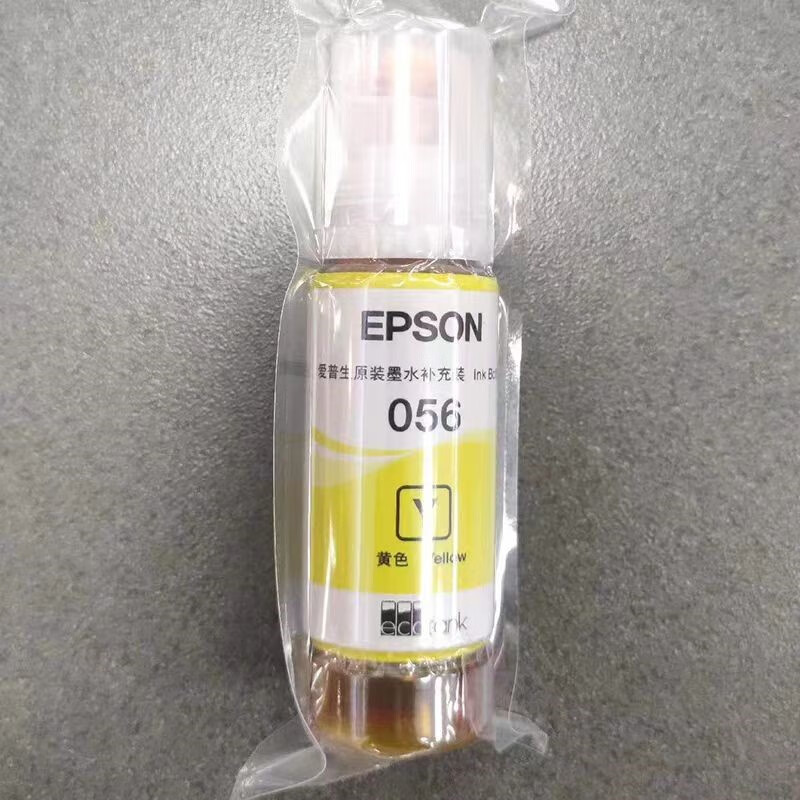 EPSON
爱普生原装墨水补充装 Ink Bo
056
Y
黄色 Yellow
ecotank